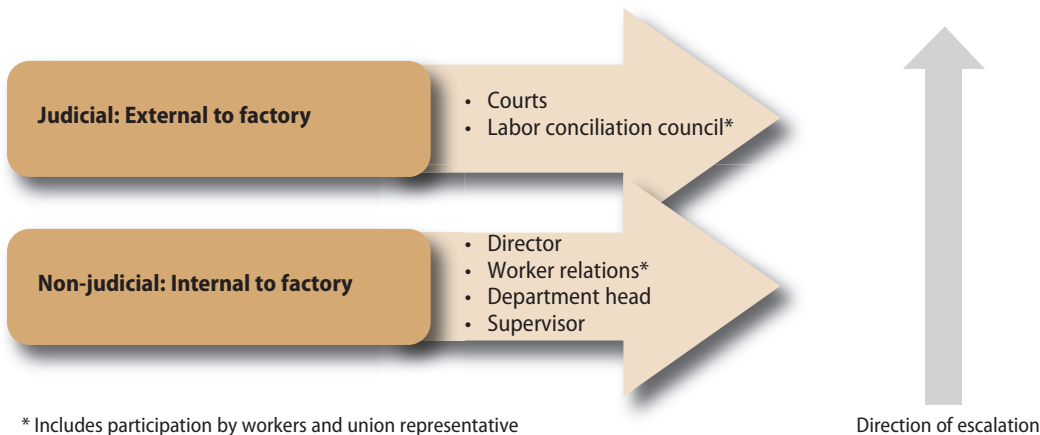 Judicial: External to factory
• Courts
• Labor conciliation council*
Non-judicial: Internal to factory
• Director
• Worker relations*
• Department head
• Supervisor
* Includes participation by workers and union representative
Direction of escalation